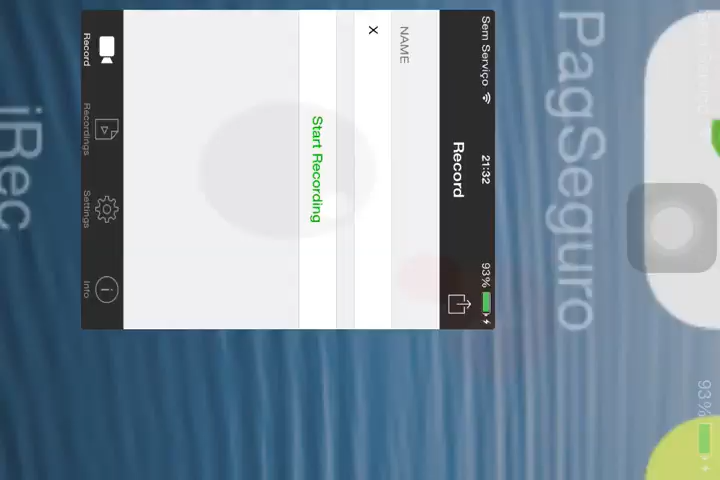 Sem Serviço 21:32 93%
Record
NAME
X
Start Recording
Record Recordings Settings Info
PagSeguro
93%
iRec